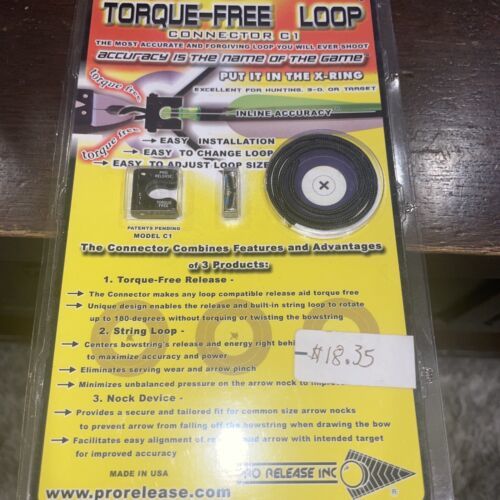 TORQUE-FREE LOOP
CONNECTOR C1
THE MOST ACCURATE AND FORGIVING LOOP YOU WILL EVER SHOOT
ACCURACY IS THE NAME OF THE GAME
PUT IT IN THE X-RING
EXCELLENT FOR HUNTING, 3-D, OR TARGET
torque free
INLINE ACCURACY
torque free
EASY INSTALLATION
EASY TO CHANGE LOOP
EASY TO ADJUST LOOP SIZE
PRO RELEASE
TORQUE FREE
X
PATENTS PENDING
MODEL C1
The Connector Combines Features and Advantages
of 3 Products:
1. Torque-Free Release -
The Connector makes any loop compatible release aid torque free
Unique design enables the release and built-in string loop to rotate
up to 180-degrees without torquing or twisting the bowstring
2. String Loop -
Centers bowstring's release and energy right behi
to maximize accuracy and power
Eliminates serving wear and arrow pinch
Minimizes unbalanced pressure on the arrow nock to
-$18.35
3. Nock Device -
Provides a secure and tailored fit for common size arrow nocks
to prevent arrow from falling off the bowstring when drawing the bow
Facilitates easy alignment of and arrow with intended target
for improved accuracy
MADE IN USA
PRO RELEASE INC
®
www.prorelease.com